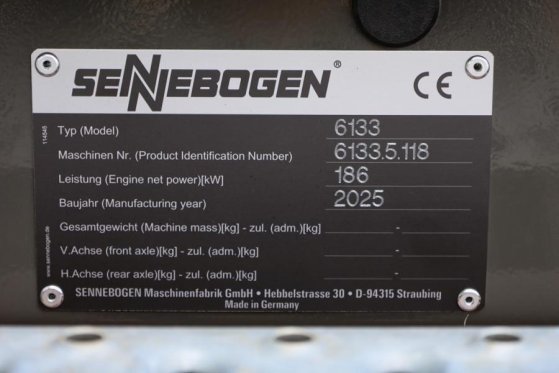 SENNEBOGEN®
CE
114545
Typ (Model) 6133
Maschinen Nr. (Product Identification Number) 6133.5.118
Leistung (Engine net power)[kW] 186
Baujahr (Manufacturing year) 2025
Gesamtgewicht (Machine mass)[kg] - zul. (adm.)[kg] -
V.Achse (front axle)[kg] - zul. (adm.)[kg] -
H.Achse (rear axle)[kg] - zul. (adm.)[kg] -
www.sennebogen.de
SENNEBOGEN Maschinenfabrik GmbH • Hebbelstrasse 30 • D-94315 Straubing
Made in Germany